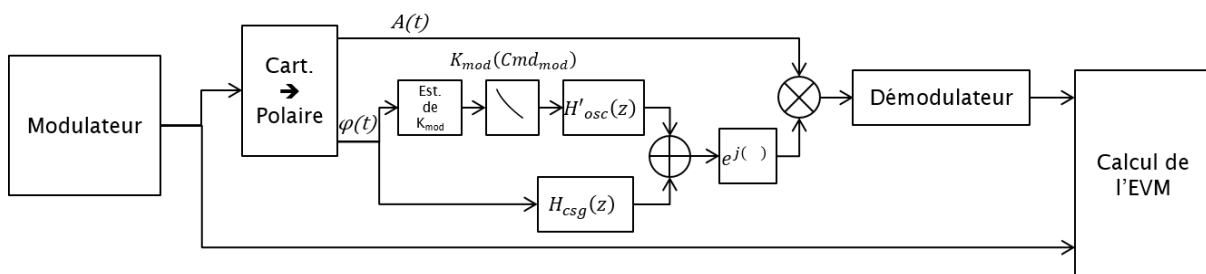 A(t)
Modulateur
Cart.
➔
Polaire
φ(t)
K_mod(Cmd_mod)
Est.
de
K_mod
H'_osc(z)
H_csg(z)
e^j( )
Démodulateur
Calcul de
l'EVM